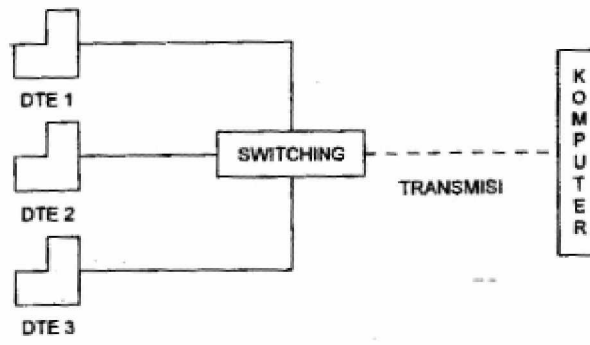 DTE 1
DTE 2
DTE 3
SWITCHING
TRANSMISI
KOMPUTER